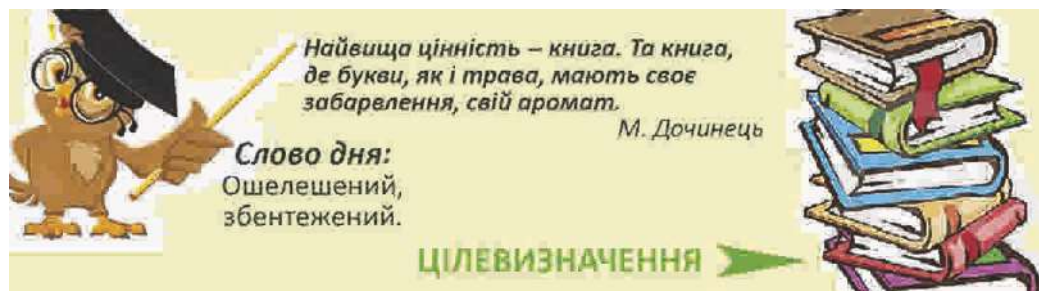 Найвища цінність – книга. Та книга,
де букви, як і трава, мають своє
забарвлення, свій аромат.
М. Дочинець
Слово дня:
Ошелешений,
збентежений.
ЦІЛЕВИЗНАЧЕННЯ